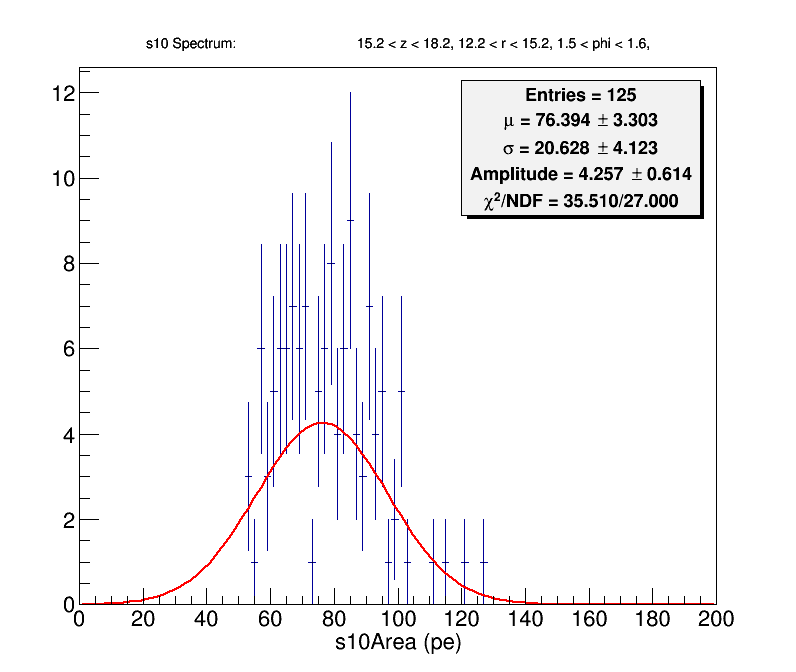 s10 Spectrum: 15.2 < z < 18.2, 12.2 < r < 15.2, 1.5 < phi < 1.6,
Entries = 125
μ = 76.394 ± 3.303
σ = 20.628 ± 4.123
Amplitude = 4.257 ± 0.614
χ²/NDF = 35.510/27.000
12
10
8
6
4
2
0
0 20 40 60 80 100 120 140 160 180 200
s10Area (pe)